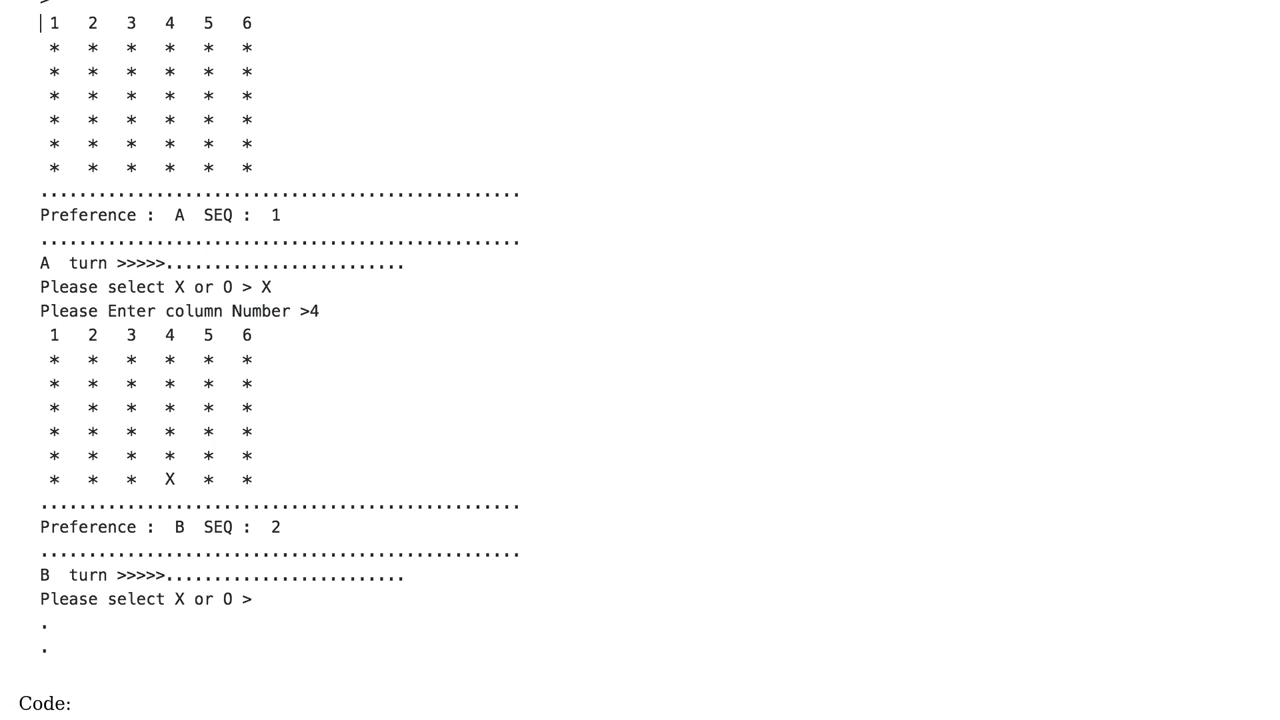 >
| 1   2   3   4   5   6
 *   *   *   *   *   *
 *   *   *   *   *   *
 *   *   *   *   *   *
 *   *   *   *   *   *
 *   *   *   *   *   *
 *   *   *   *   *   *
..................................................
Preference :  A  SEQ :  1
..................................................
A  turn >>>>>.........................
Please select X or O > X
Please Enter column Number >4
 1   2   3   4   5   6
 *   *   *   *   *   *
 *   *   *   *   *   *
 *   *   *   *   *   *
 *   *   *   *   *   *
 *   *   *   *   *   *
 *   *   *   X   *   *
..................................................
Preference :  B  SEQ :  2
..................................................
B  turn >>>>>.........................
Please select X or O >
.
.
Code: